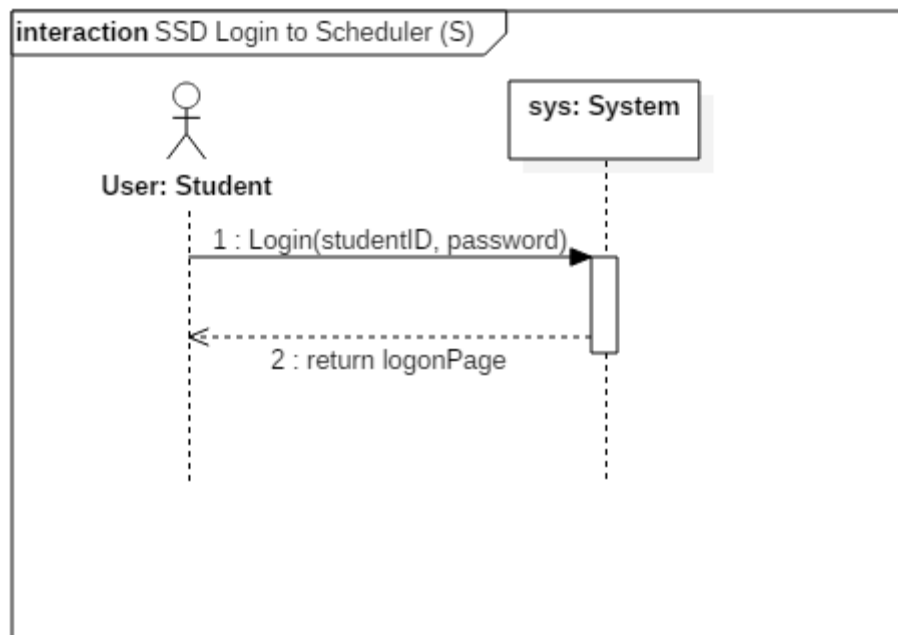 interaction SSD Login to Scheduler (S)
sys: System
User: Student
1 : Login(studentID, password)
2 : return logonPage